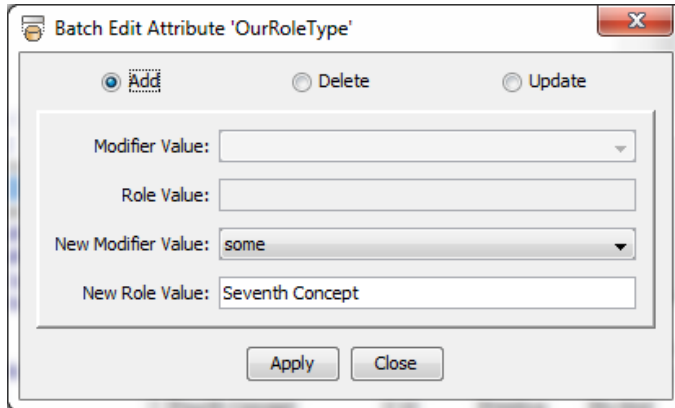 Batch Edit Attribute 'OurRoleType'
Add Delete Update
Modifier Value:
Role Value:
New Modifier Value: some
New Role Value: Seventh Concept
Apply Close